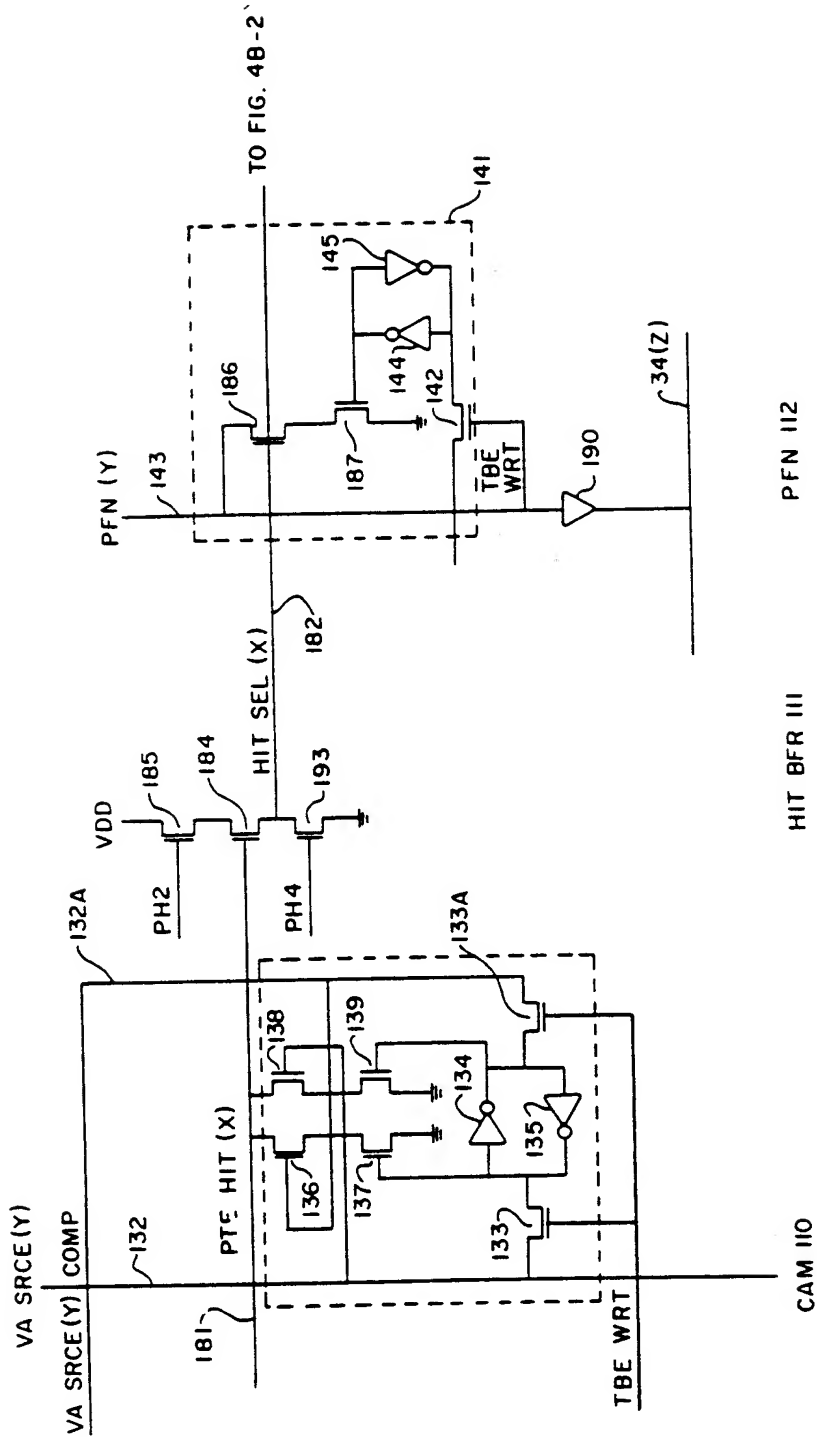 VA SRCE(Y)
VA SRCE(Y) COMP
132
132A
PTE HIT (X)
181
136
138
137
139
134
135
133
133A
TBE WRT
CAM 110
VDD
185
184
193
PH2
PH4
HIT SEL (X)
182
HIT BFR 111
PFN (Y)
143
186
187
TO FIG. 4B-2
141
145
144
142
TBE
WRT
190
34(Z)
PFN 112